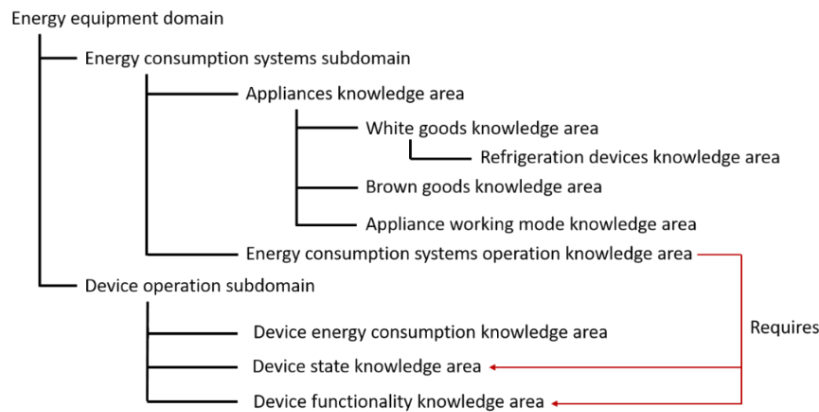 Energy equipment domain
Energy consumption systems subdomain
Appliances knowledge area
White goods knowledge area
Refrigeration devices knowledge area
Brown goods knowledge area
Appliance working mode knowledge area
Energy consumption systems operation knowledge area
Device operation subdomain
Requires
Device energy consumption knowledge area
Device state knowledge area
Device functionality knowledge area